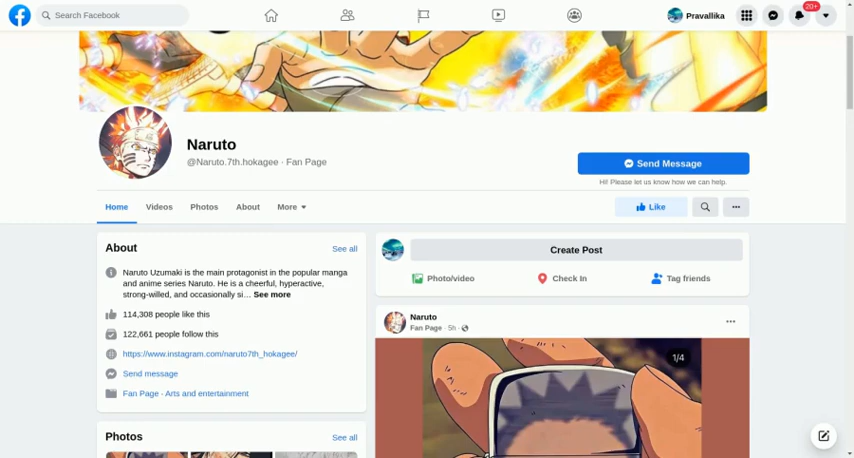 Search Facebook
Pravallika
20+
Naruto
@Naruto.7th.hokagee · Fan Page
Send Message
Hi! Please let us know how we can help.
Home
Videos
Photos
About
More
Like
About
See all
Naruto Uzumaki is the main protagonist in the popular manga
and anime series Naruto. He is a cheerful, hyperactive,
strong-willed, and occasionally si... See more
114,308 people like this
122,661 people follow this
https://www.instagram.com/naruto7th_hokagee/
Send message
Fan Page · Arts and entertainment
Photos
See all
Create Post
Photo/video
Check In
Tag friends
Naruto
Fan Page · 5h ·
1/4